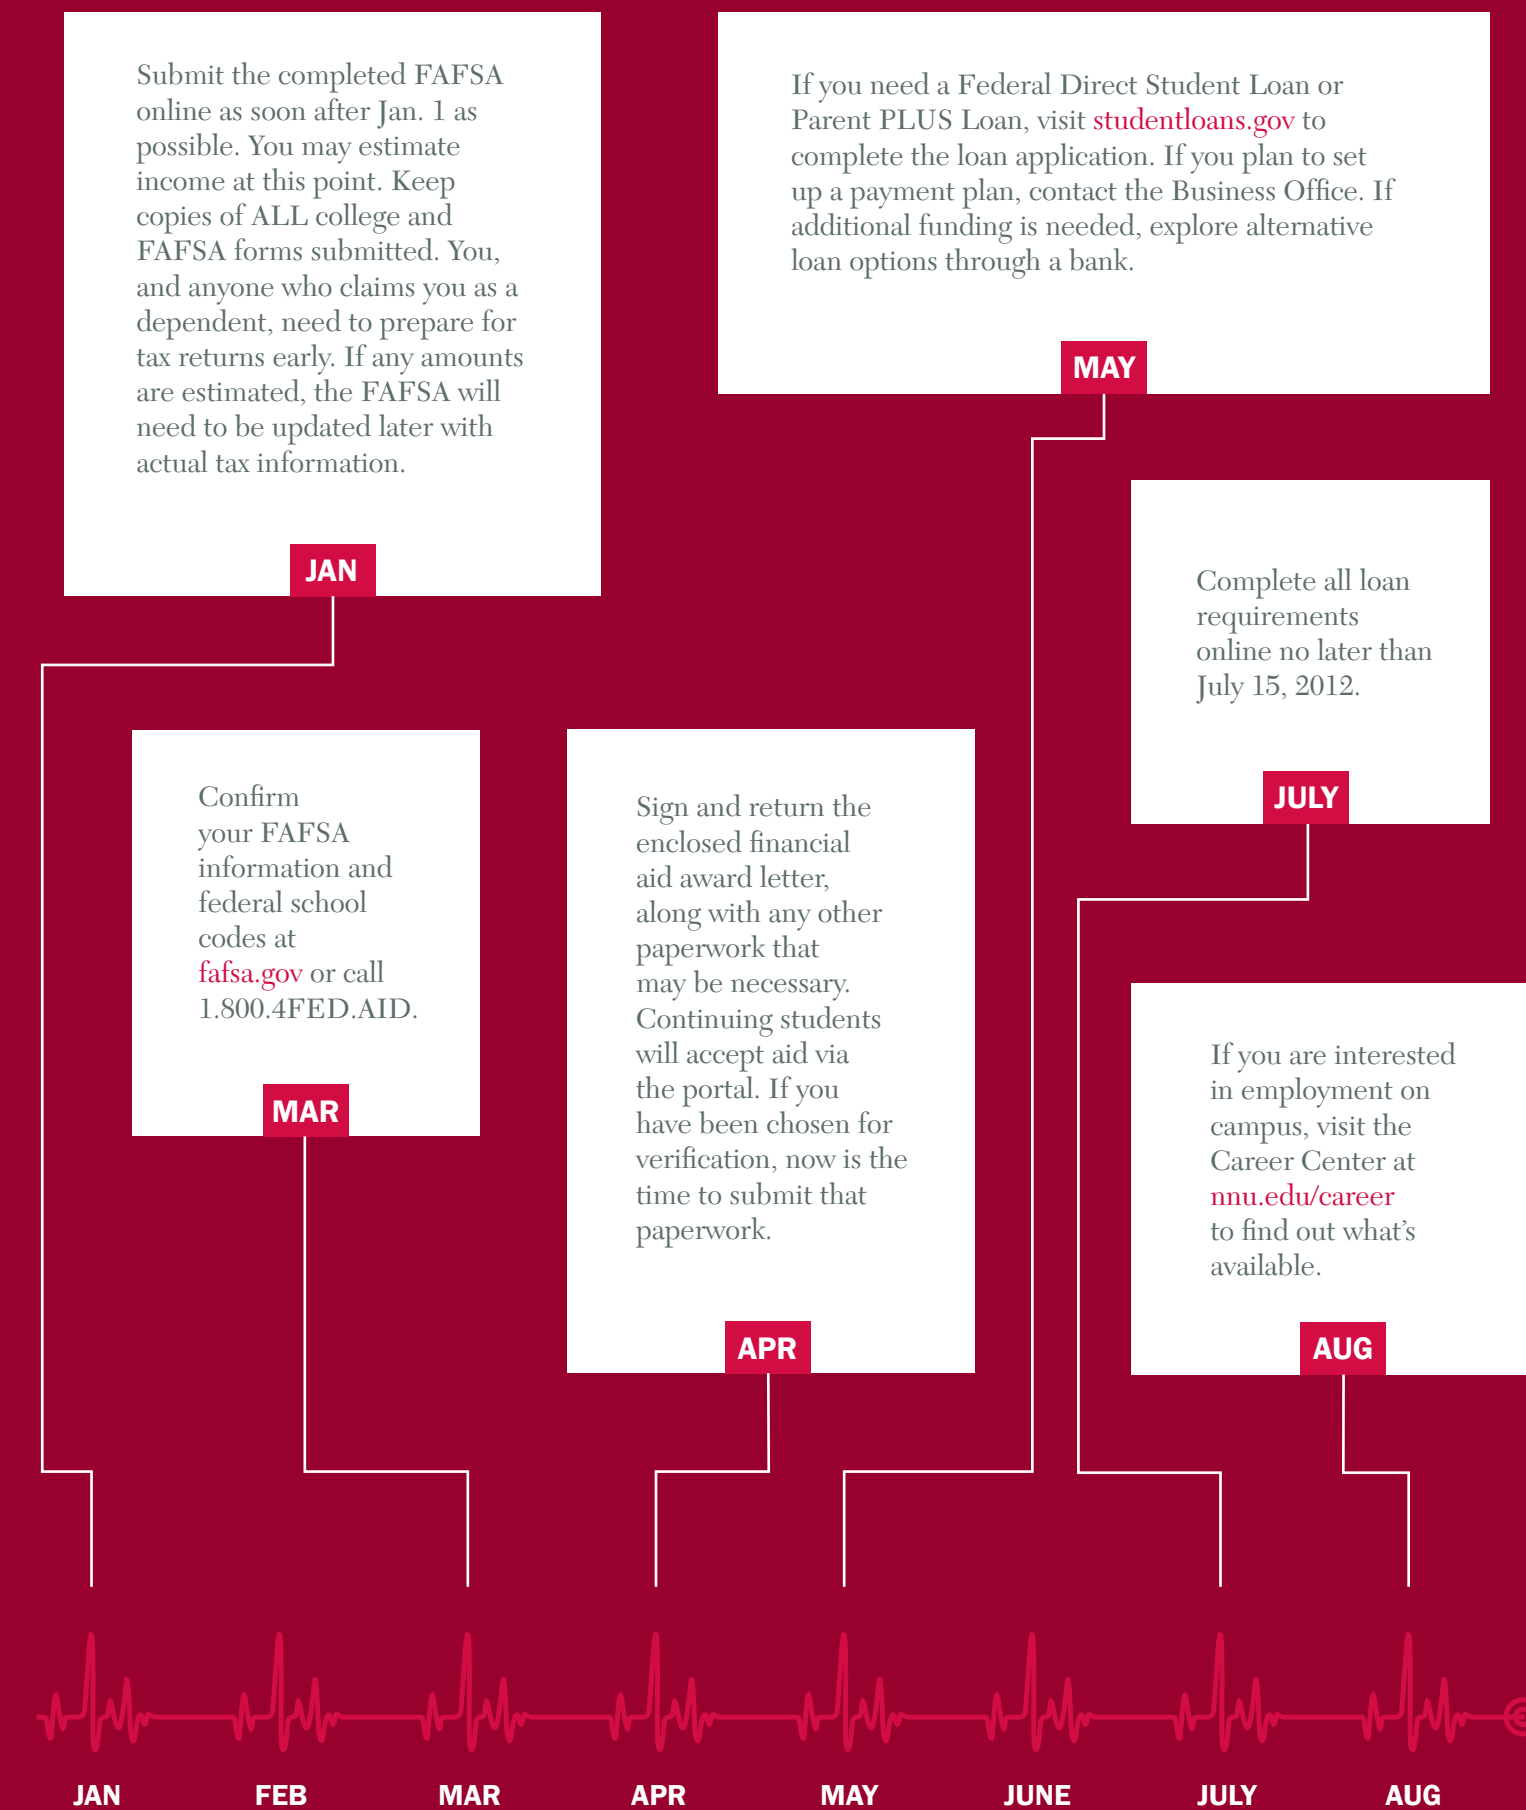 Submit the completed FAFSA
online as soon after Jan. 1 as
possible. You may estimate
income at this point. Keep
copies of ALL college and
FAFSA forms submitted. You,
and anyone who claims you as a
dependent, need to prepare for
tax returns early. If any amounts
are estimated, the FAFSA will
need to be updated later with
actual tax information.
JAN
Confirm
your FAFSA
information and
federal school
codes at
fafsa.gov or call
1.800.4FED.AID.
MAR
Sign and return the
enclosed financial
aid award letter,
along with any other
paperwork that
may be necessary.
Continuing students
will accept aid via
the portal. If you
have been chosen for
verification, now is the
time to submit that
paperwork.
APR
If you need a Federal Direct Student Loan or
Parent PLUS Loan, visit studentloans.gov to
complete the loan application. If you plan to set
up a payment plan, contact the Business Office. If
additional funding is needed, explore alternative
loan options through a bank.
MAY
Complete all loan
requirements
online no later than
July 15, 2012.
JULY
If you are interested
in employment on
campus, visit the
Career Center at
nnu.edu/career
to find out what’s
available.
AUG
JAN FEB MAR APR MAY JUNE JULY AUG